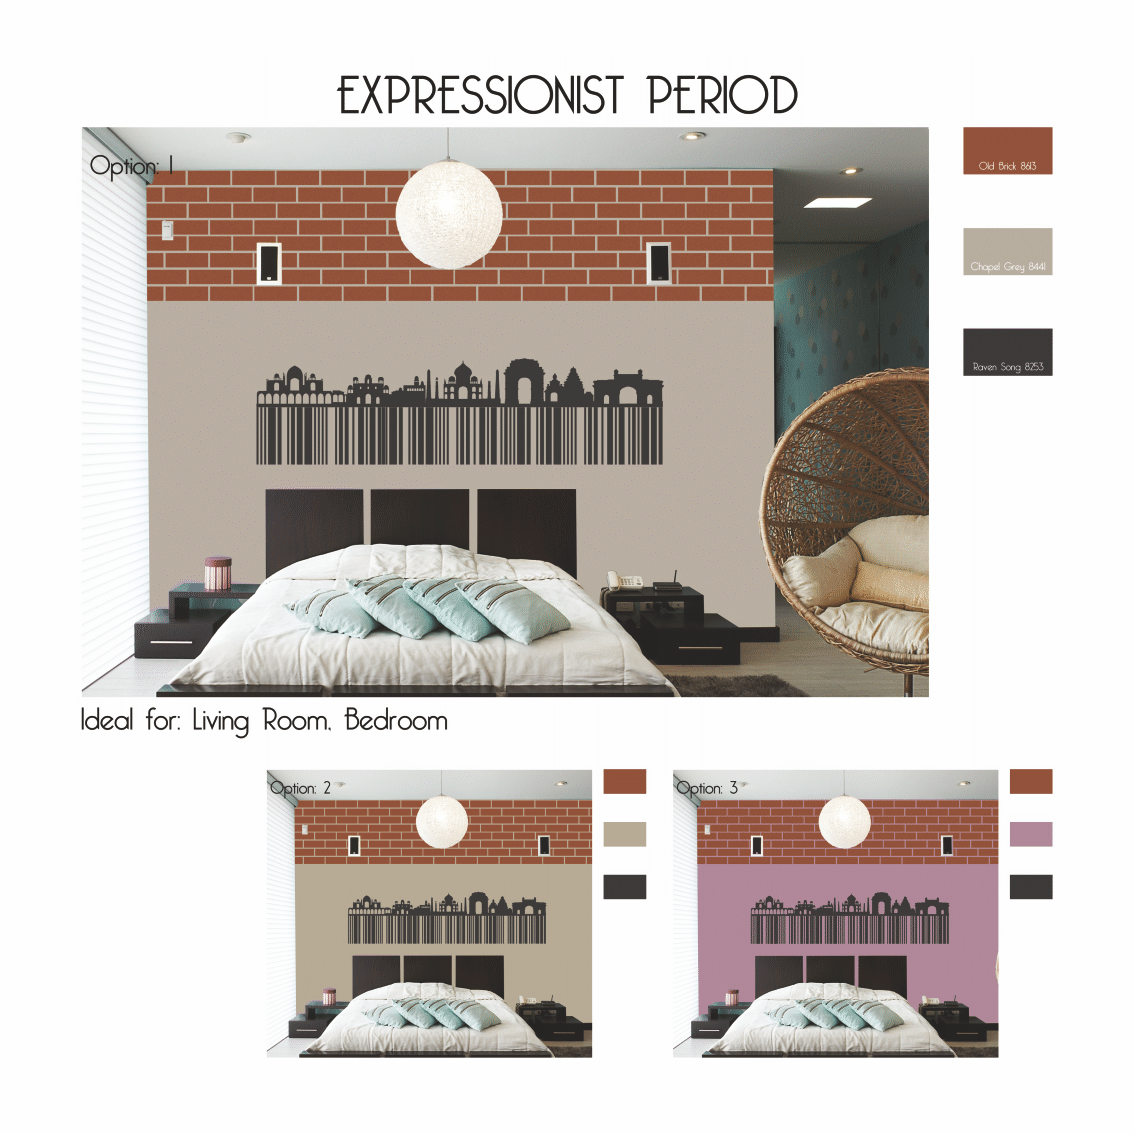 EXPRESSIONIST PERIOD
Option: 1
Old Brick 8613
Chapel Grey 8441
Raven Song 8253
Ideal for: Living Room, Bedroom
Option: 2
Option: 3